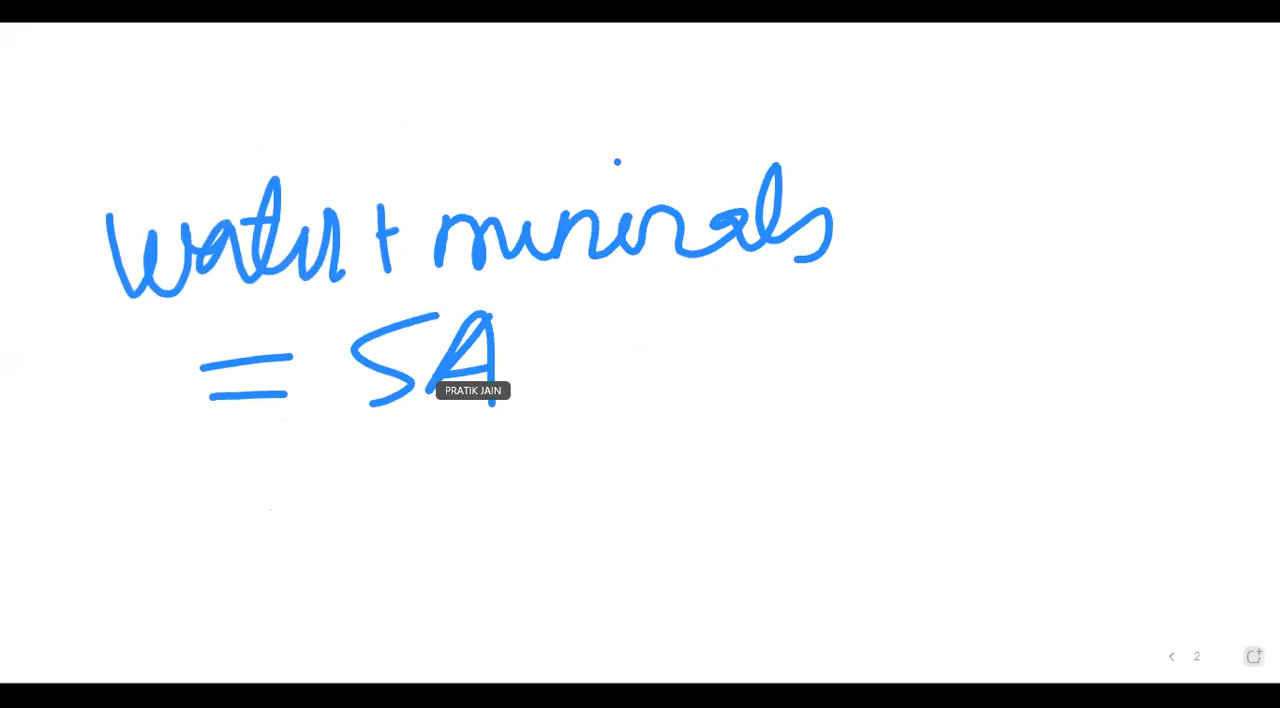 water + minerals
= SA
PRATIK JAIN
< 2